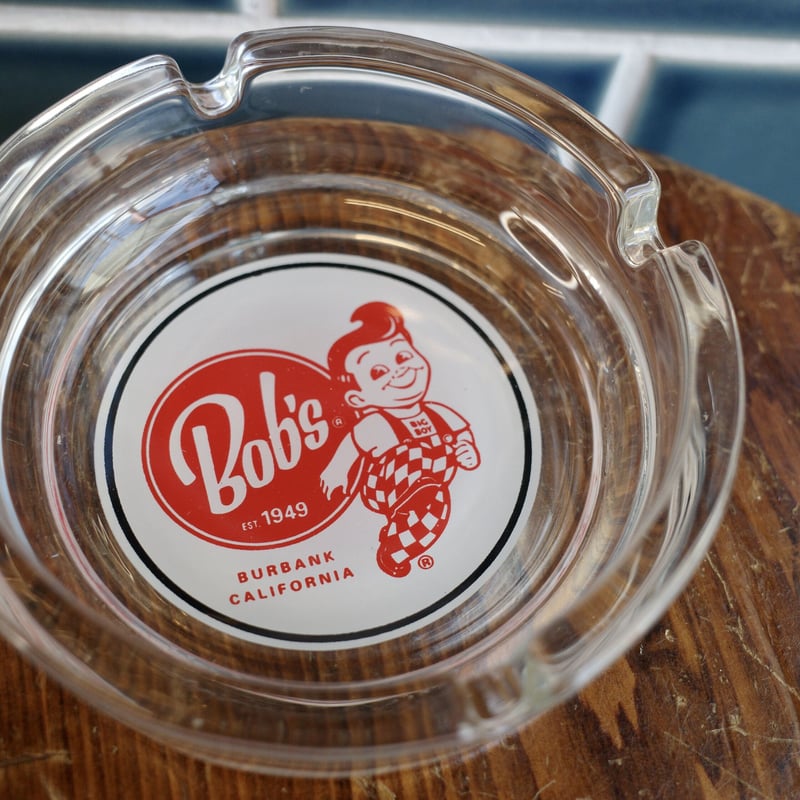 Bob's®
EST. 1949
BIG
BOY
®
BURBANK
CALIFORNIA